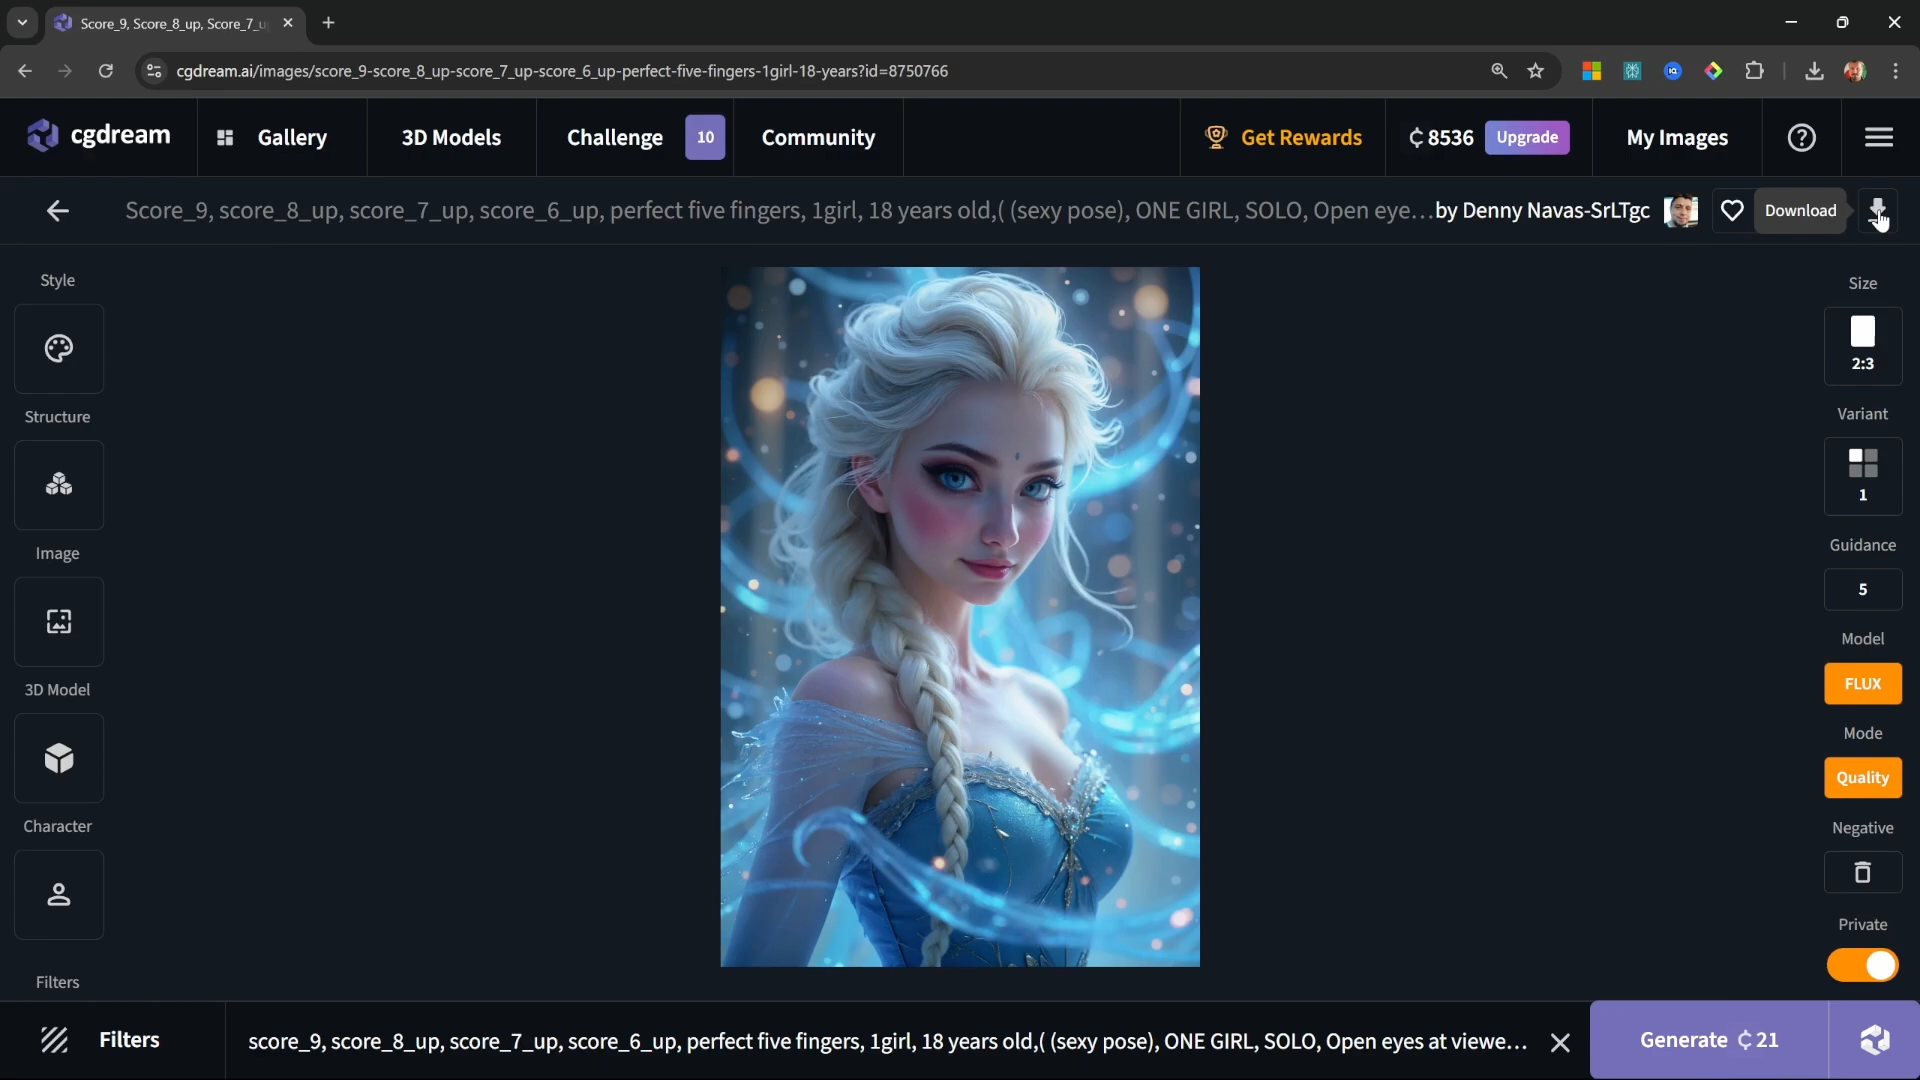 Score_9, Score_8_up, Score_7_u
cgdream.ai/images/score_9-score_8_up-score_7_up-score_6_up-perfect-five-fingers-1girl-18-years?id=8750766
cgdream
Gallery
3D Models
Challenge 10
Community
Get Rewards
₵ 8536 Upgrade
My Images
Score_9, score_8_up, score_7_up, score_6_up, perfect five fingers, 1girl, 18 years old,( (sexy pose), ONE GIRL, SOLO, Open eye... by Denny Navas-SrLTgc
Download
Style
Structure
Image
3D Model
Character
Filters
Size
2:3
Variant
1
Guidance
5
Model
FLUX
Mode
Quality
Negative
Private
Filters
score_9, score_8_up, score_7_up, score_6_up, perfect five fingers, 1girl, 18 years old,( (sexy pose), ONE GIRL, SOLO, Open eyes at viewe...
Generate ₵ 21